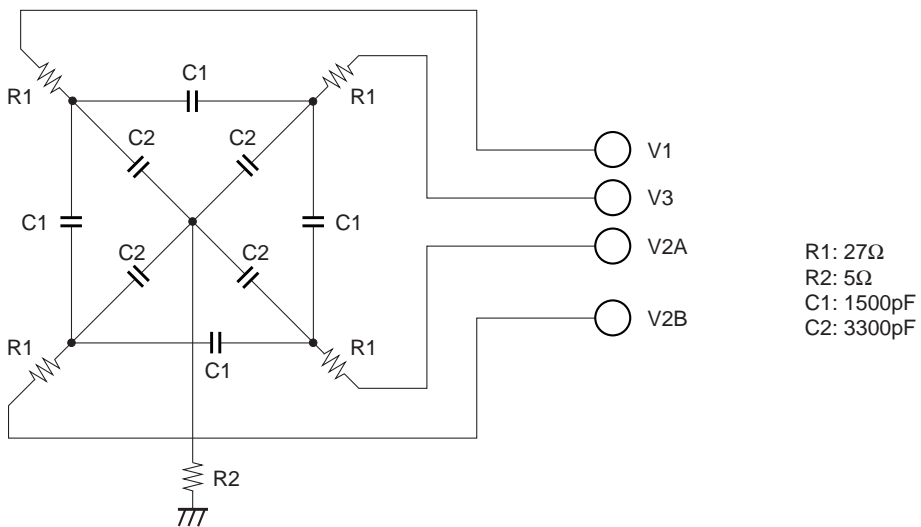 C1
R1
R1
C2
C2
V1
V3
C1
C1
V2A
C2
C2
R1: 27Ω
R2: 5Ω
C1: 1500pF
C2: 3300pF
V2B
R1
R1
C1
R2